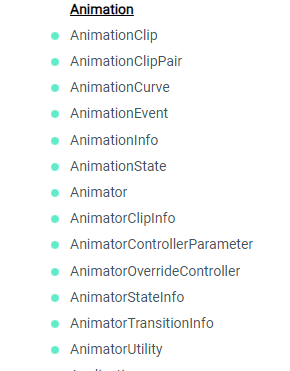 Animation
AnimationClip
AnimationClipPair
AnimationCurve
AnimationEvent
AnimationInfo
AnimationState
Animator
AnimatorClipInfo
AnimatorControllerParameter
AnimatorOverrideController
AnimatorStateInfo
AnimatorTransitionInfo
AnimatorUtility